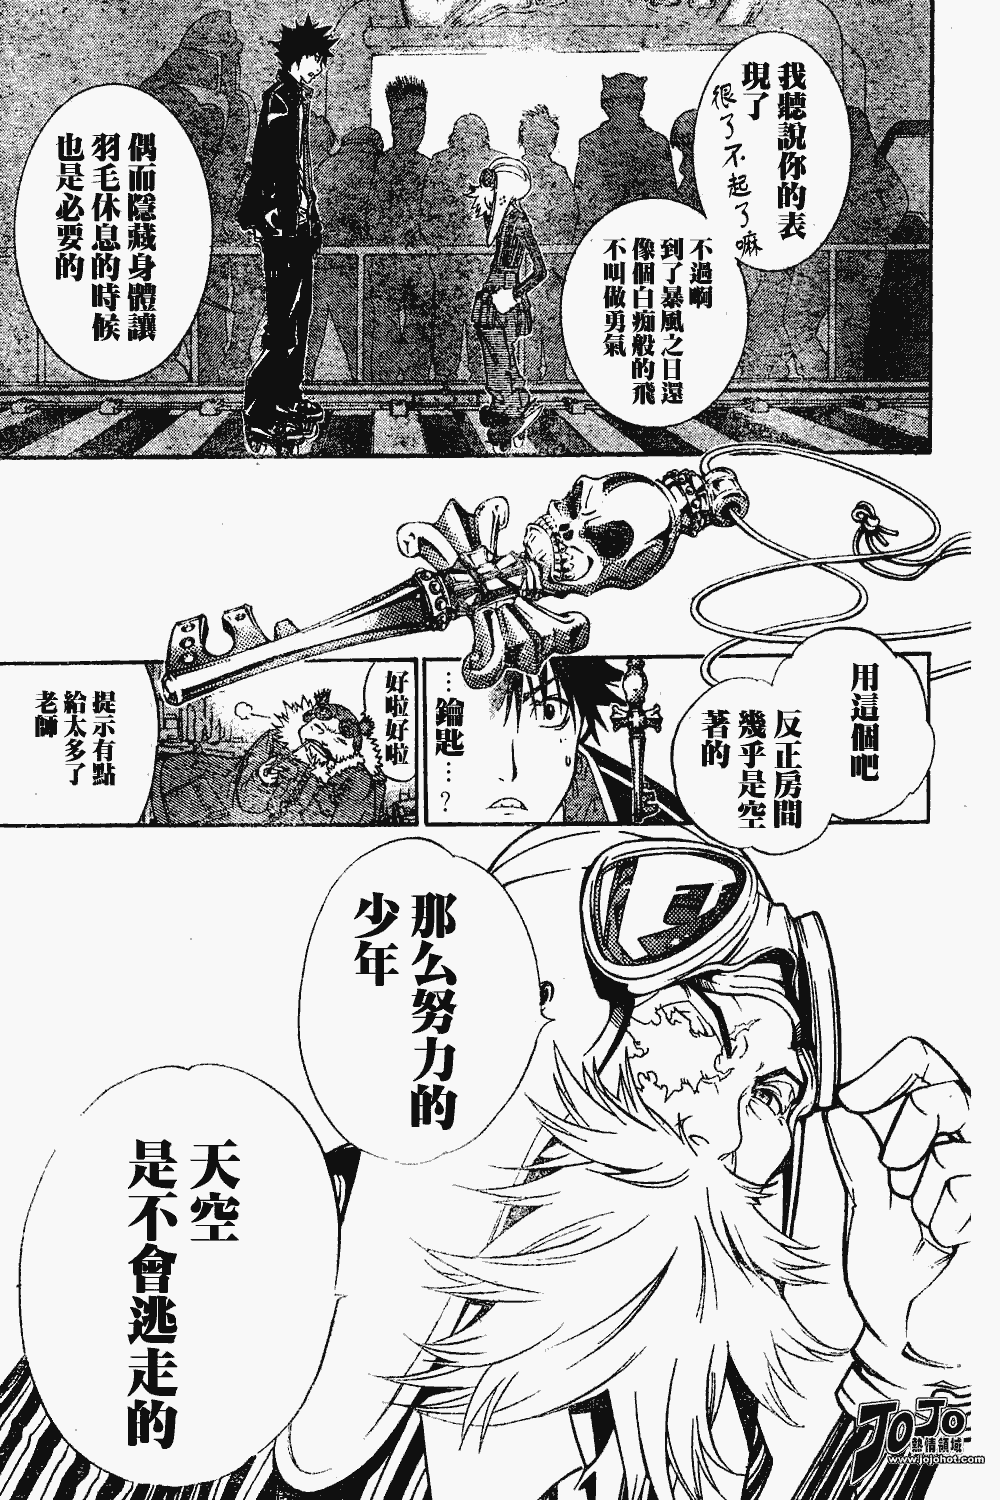 我聽說你的表
現了
很了不起了嘛
不過啊
到了暴風之日還
像個白痴般的飛
不叫做勇氣
偶而隱藏身體讓
羽毛休息的時候
也是必要的
用這個吧
反正房間
幾乎是空
著的
…鑰匙…?
好啦好啦
提示有點
給太多了
老師
那么努力的
少年
天空
是不會逃走的
JOJO
熱情領域
www.jojohot.com